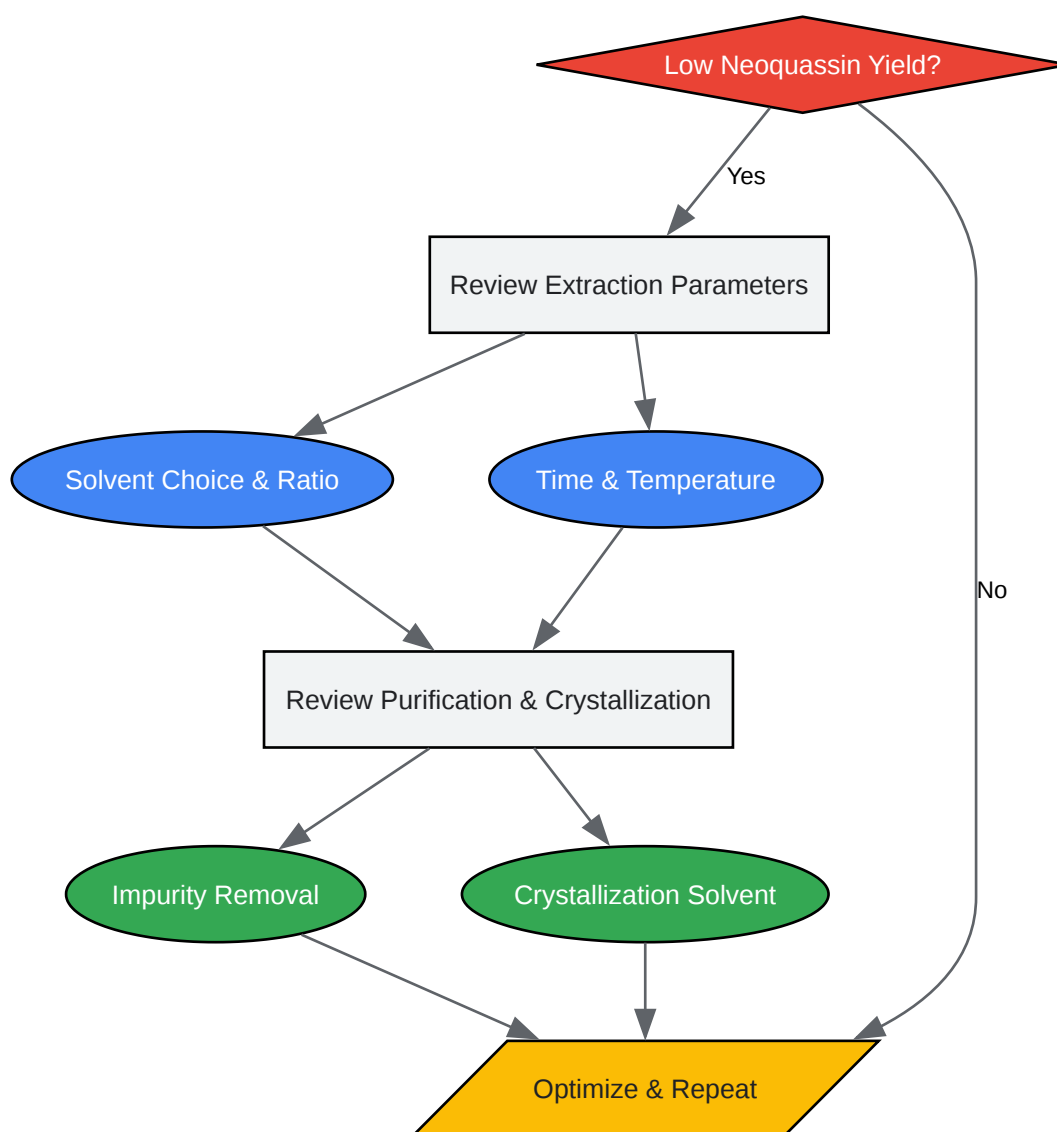 Low Neoquassin Yield?
Yes
Review Extraction Parameters
Solvent Choice & Ratio
Time & Temperature
No
Review Purification & Crystallization
Impurity Removal
Crystallization Solvent
Optimize & Repeat